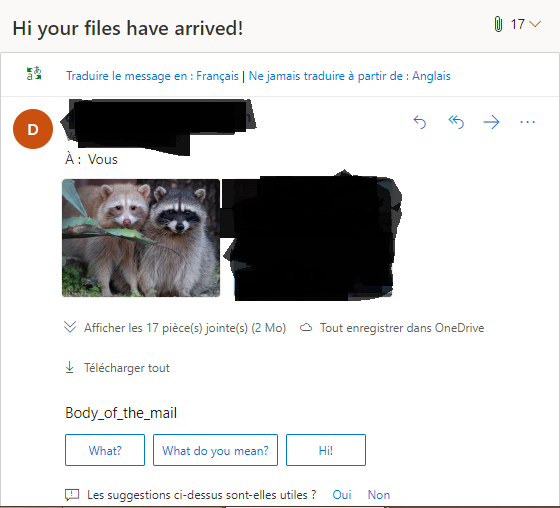 Hi your files have arrived!
17
Traduire le message en : Français | Ne jamais traduire à partir de : Anglais
D
À : Vous
Afficher les 17 pièce(s) jointe(s) (2 Mo)
Tout enregistrer dans OneDrive
Télécharger tout
Body_of_the_mail
What?
What do you mean?
Hi!
Les suggestions ci-dessus sont-elles utiles ?
Oui
Non